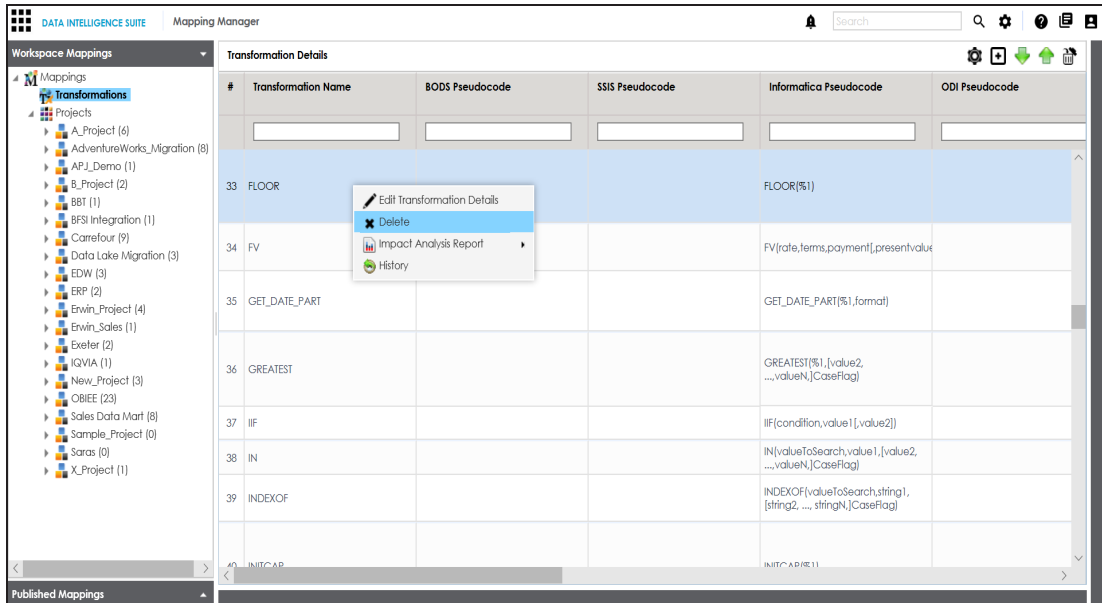 DATA INTELLIGENCE SUITE Mapping Manager Search
Workspace Mappings
Mappings
Transformations
Projects
A_Project (6)
AdventureWorks_Migration (8)
APJ_Demo (1)
B_Project (2)
BBT (1)
BFSI Integration (1)
Carrefour (9)
Data Lake Migration (3)
EDW (3)
ERP (2)
Erwin_Project (4)
Erwin_Sales (1)
Exeter (2)
IQVIA (1)
New_Project (3)
OBIEE (23)
Sales Data Mart (8)
Sample_Project (0)
Saras (0)
X_Project (1)
Published Mappings
Transformation Details
# Transformation Name BODS Pseudocode SSIS Pseudocode Informatica Pseudocode ODI Pseudocode
33 FLOOR FLOOR(%1)
Edit Transformation Details
Delete
Impact Analysis Report
History
34 FV FV(rate,terms,payment[,presentvalue
35 GET_DATE_PART GET_DATE_PART(%1,format)
36 GREATEST GREATEST(%1,[value2,
...,valueN,]CaseFlag)
37 IIF IIF(condition,value1[,value2])
38 IN IN(valueToSearch,value1,[value2,
...,valueN,]CaseFlag)
39 INDEXOF INDEXOF(valueToSearch,string1,
[string2, ..., stringN,]CaseFlag)
40 INITCAP INITCAP(%1)